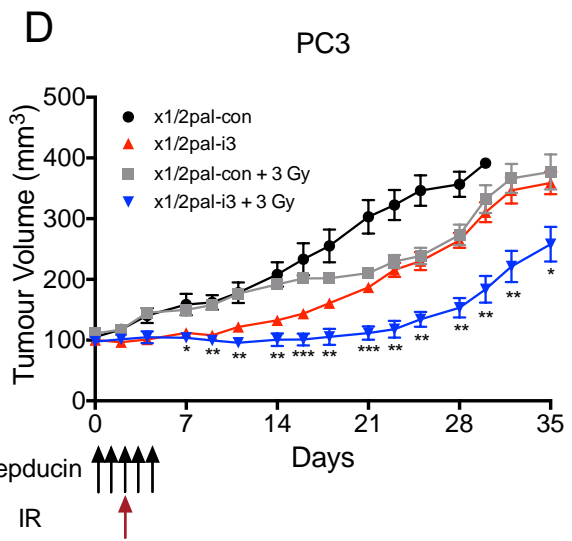 D
PC3
Tumour Volume (mm³)
500
400
300
200
100
0
x1/2pal-con
x1/2pal-i3
x1/2pal-con + 3 Gy
x1/2pal-i3 + 3 Gy
* ** ** ** *** ** *** ** ** ** ** ** *
0 7 14 21 28 35
Days
epducin
IR